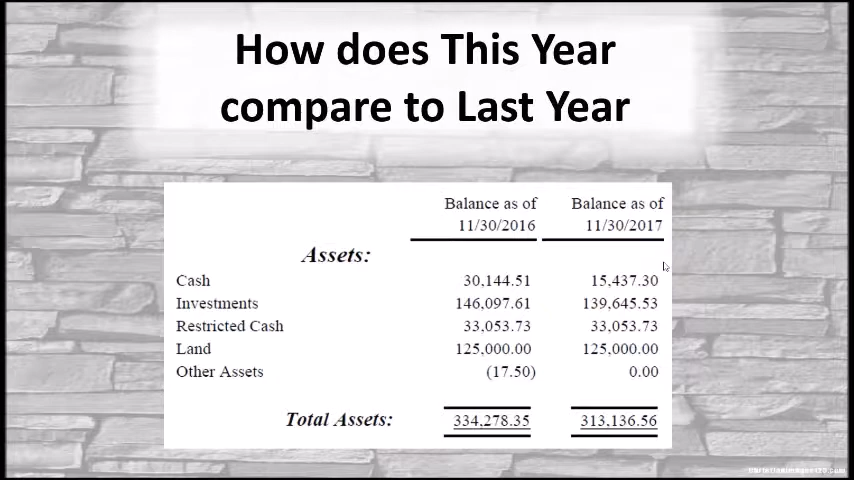 How does This Year
compare to Last Year
Balance as of Balance as of
11/30/2016 11/30/2017
Assets:
Cash 30,144.51 15,437.30
Investments 146,097.61 139,645.53
Restricted Cash 33,053.73 33,053.73
Land 125,000.00 125,000.00
Other Assets (17.50) 0.00
Total Assets: 334,278.35 313,136.56